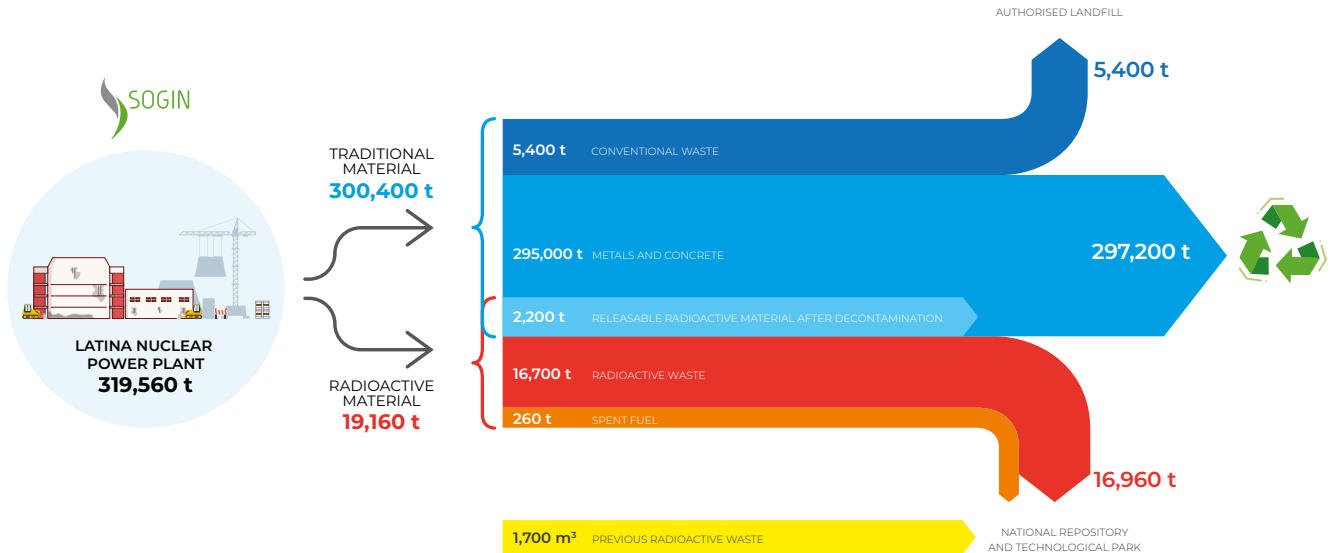 SOGIN
LATINA NUCLEAR
POWER PLANT
319,560 t
TRADITIONAL
MATERIAL
300,400 t
RADIOACTIVE
MATERIAL
19,160 t
AUTHORISED LANDFILL
5,400 t
5,400 t CONVENTIONAL WASTE
295,000 t METALS AND CONCRETE
297,200 t
2,200 t RELEASABLE RADIOACTIVE MATERIAL AFTER DECONTAMINATION
16,700 t RADIOACTIVE WASTE
260 t SPENT FUEL
16,960 t
1,700 m³ PREVIOUS RADIOACTIVE WASTE
NATIONAL REPOSITORY
AND TECHNOLOGICAL PARK